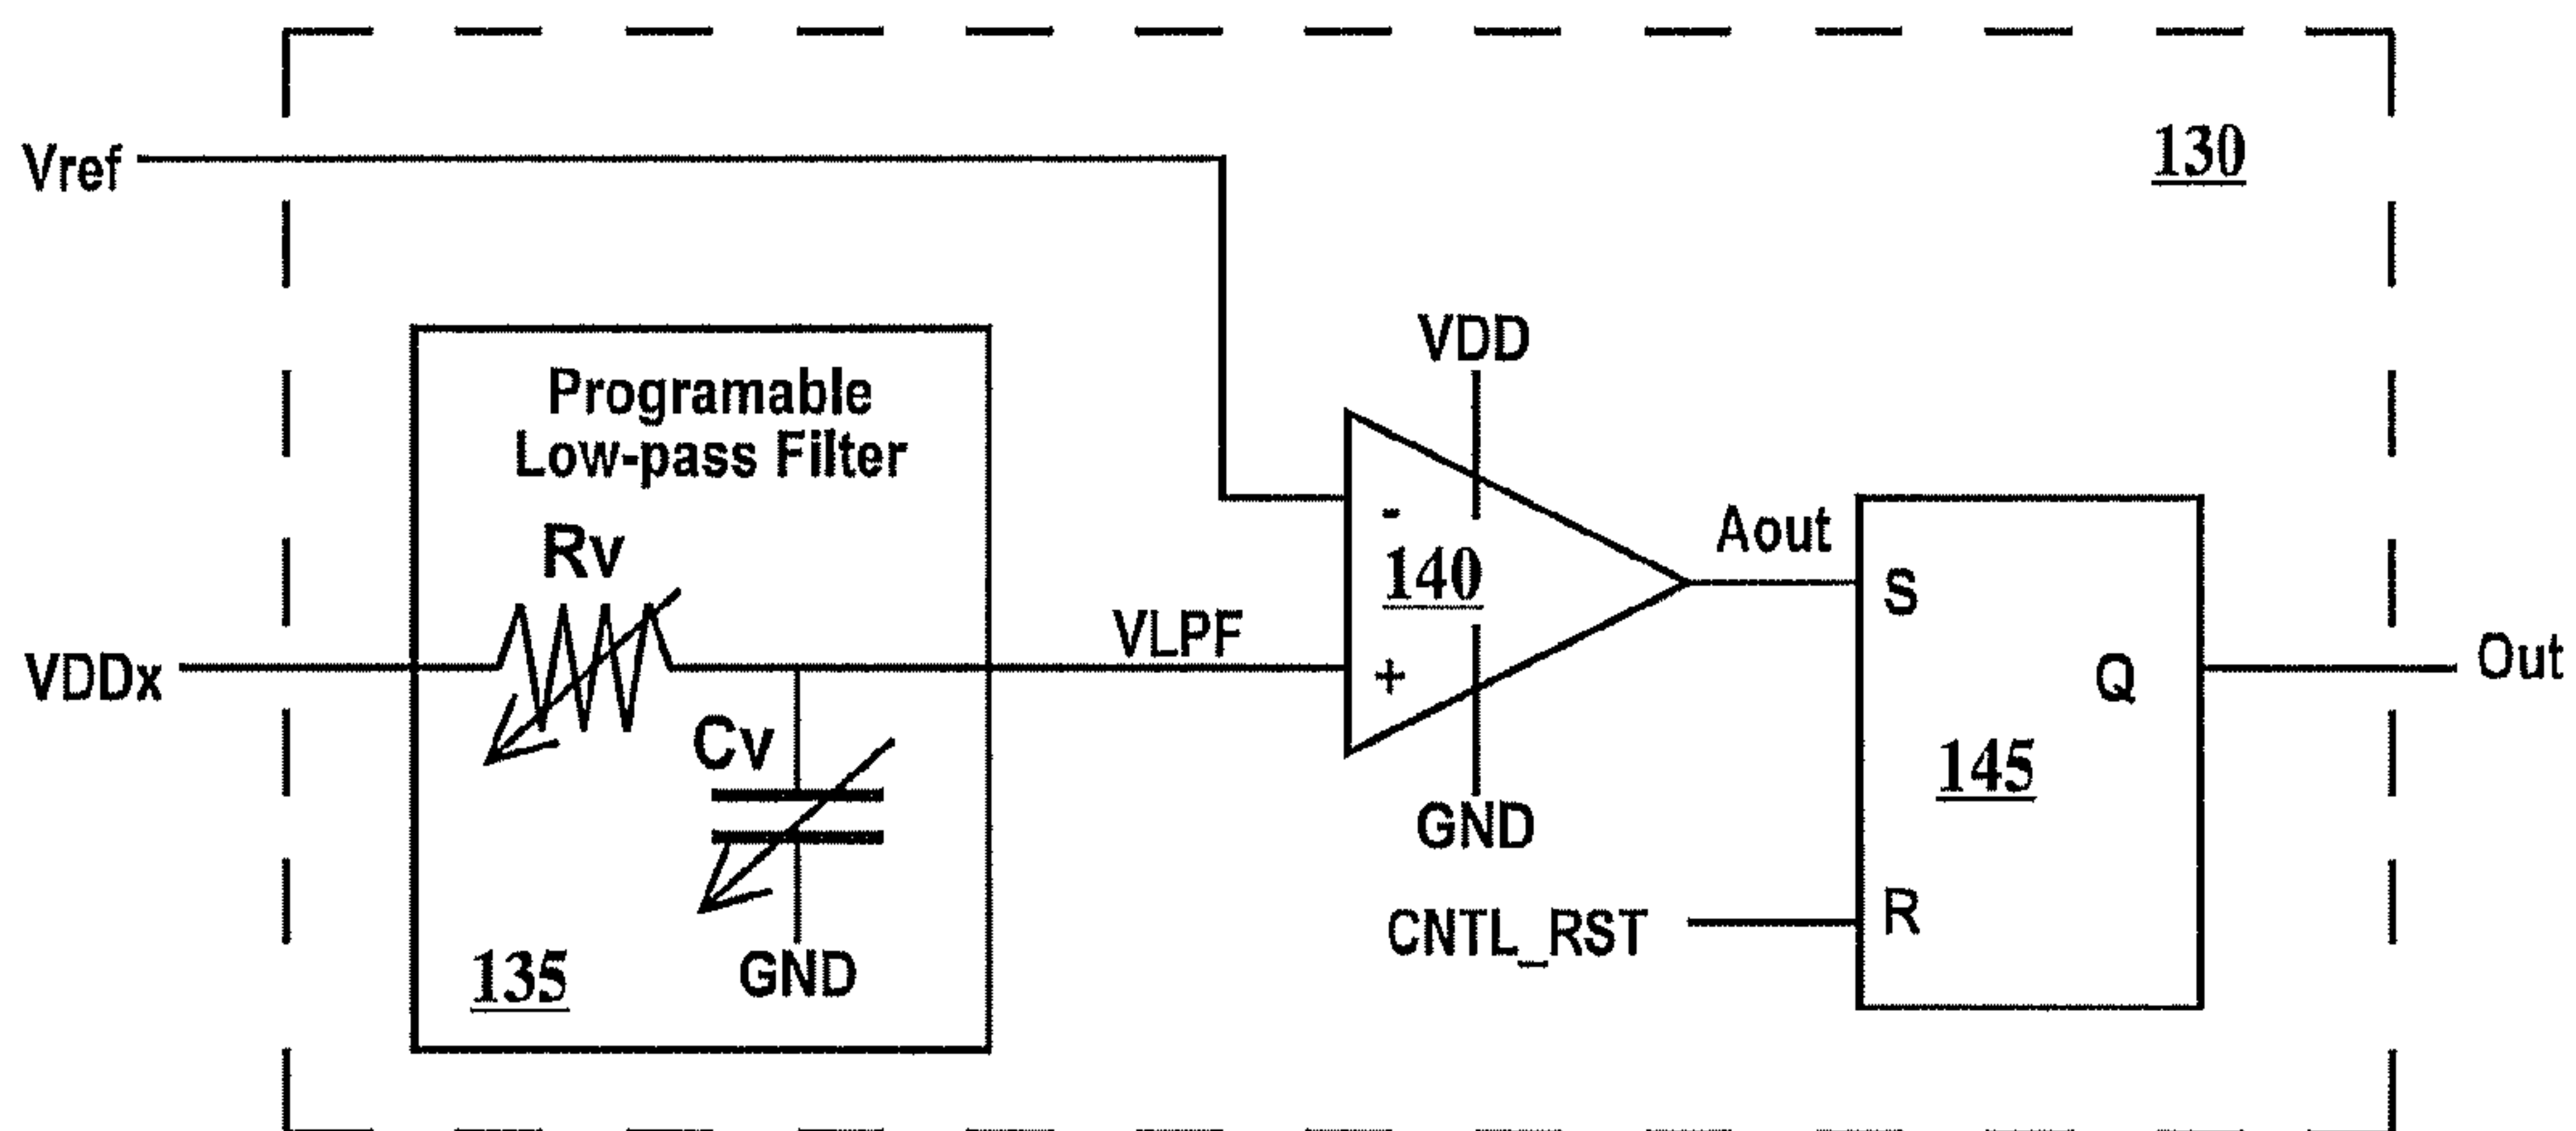 Vref
130
VDD
Programable
Low-pass Filter
Rv
-
140
Aout
S
VDDx
VLPF
+
Q
Out
Cv
145
GND
CNTL_RST
R
135
GND